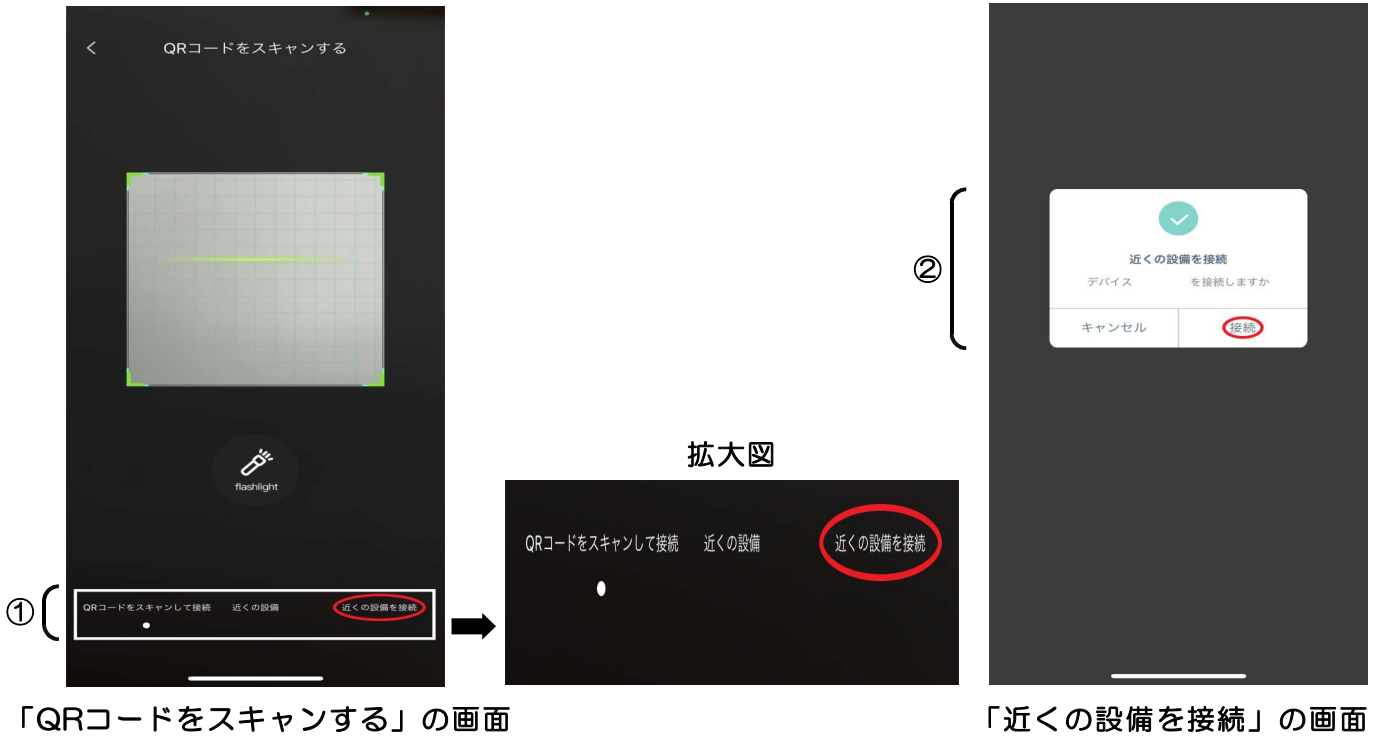 QRコードをスキャンする
flashlight
①
QRコードをスキャンして接続 近くの設備 近くの設備を接続
「QRコードをスキャンする」の画面
拡大図
QRコードをスキャンして接続 近くの設備 近くの設備を接続
②
近くの設備を接続
デバイス を接続しますか
キャンセル 接続
「近くの設備を接続」の画面